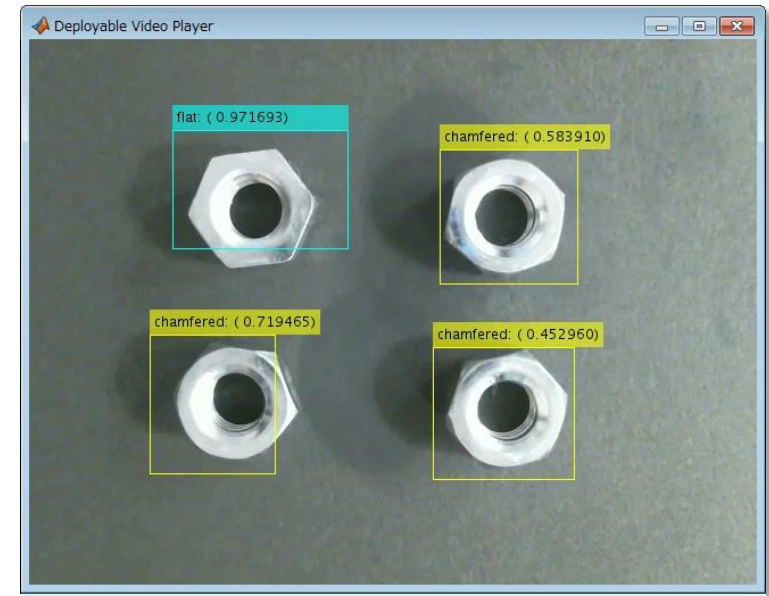 Deployable Video Player
flat: ( 0.971693)
chamfered: ( 0.583910)
chamfered: ( 0.719465)
chamfered: ( 0.452960)